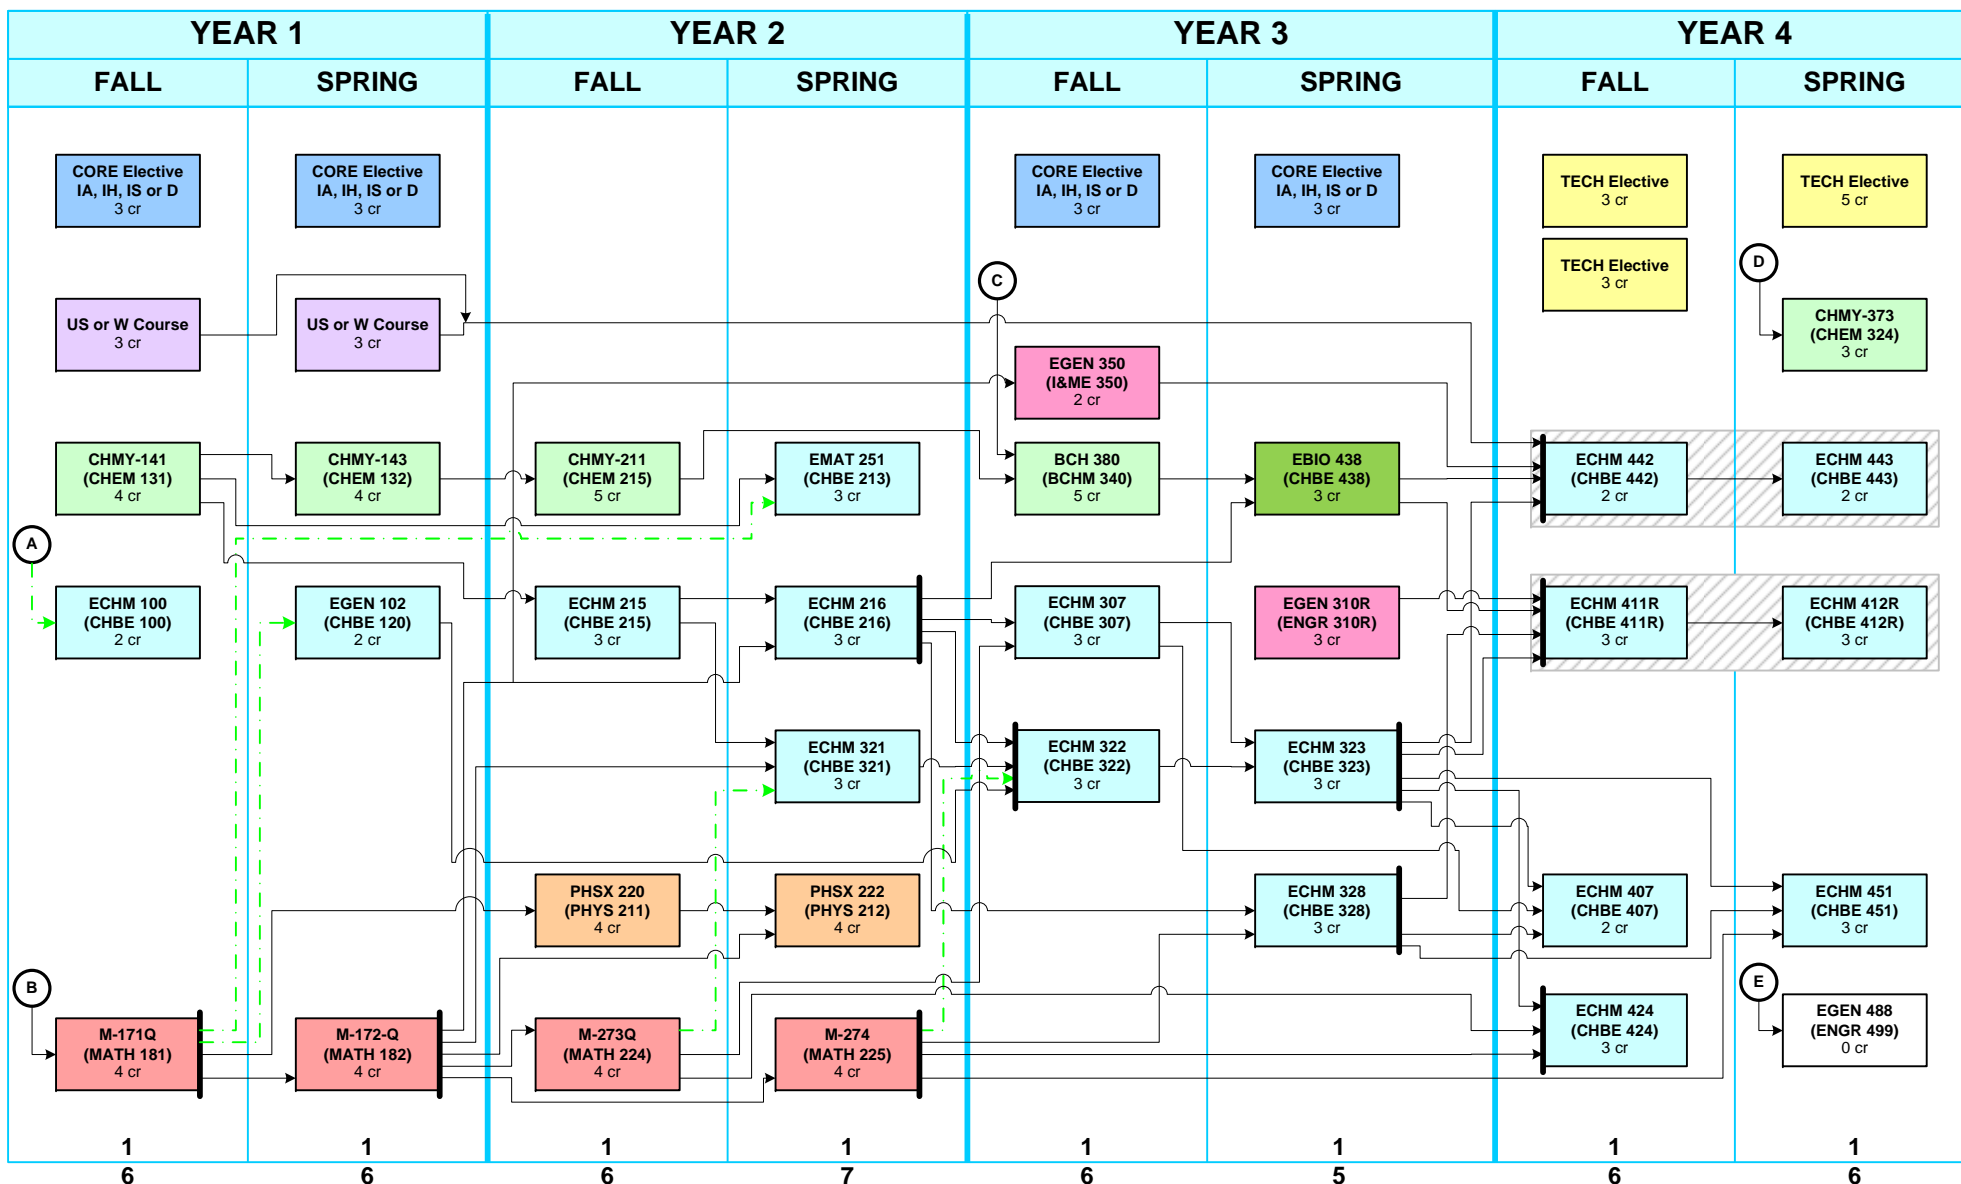 YEAR 1
YEAR 2
YEAR 3
YEAR 4
FALL
SPRING
FALL
SPRING
FALL
SPRING
FALL
SPRING
CORE Elective
IA, IH, IS or D
3 cr
US or W Course
3 cr
CHMY-141
(CHEM 131)
4 cr
A
ECHM 100
(CHBE 100)
2 cr
B
M-171Q
(MATH 181)
4 cr
1
6
CORE Elective
IA, IH, IS or D
3 cr
US or W Course
3 cr
CHMY-143
(CHEM 132)
4 cr
EGEN 102
(CHBE 120)
2 cr
M-172-Q
(MATH 182)
4 cr
1
6
CHMY-211
(CHEM 215)
5 cr
ECHM 215
(CHBE 215)
3 cr
PHSX 220
(PHYS 211)
4 cr
M-273Q
(MATH 224)
4 cr
1
6
EMAT 251
(CHBE 213)
3 cr
ECHM 216
(CHBE 216)
3 cr
ECHM 321
(CHBE 321)
3 cr
PHSX 222
(PHYS 212)
4 cr
M-274
(MATH 225)
4 cr
1
7
CORE Elective
IA, IH, IS or D
3 cr
C
EGEN 350
(I&ME 350)
2 cr
BCH 380
(BCHM 340)
5 cr
ECHM 307
(CHBE 307)
3 cr
ECHM 322
(CHBE 322)
3 cr
1
6
CORE Elective
IA, IH, IS or D
3 cr
EBIO 438
(CHBE 438)
3 cr
EGEN 310R
(ENGR 310R)
3 cr
ECHM 323
(CHBE 323)
3 cr
ECHM 328
(CHBE 328)
3 cr
1
5
TECH Elective
3 cr
TECH Elective
3 cr
ECHM 442
(CHBE 442)
2 cr
ECHM 411R
(CHBE 411R)
3 cr
ECHM 407
(CHBE 407)
2 cr
ECHM 424
(CHBE 424)
3 cr
1
6
TECH Elective
5 cr
D
CHMY-373
(CHEM 324)
3 cr
ECHM 443
(CHBE 443)
2 cr
ECHM 412R
(CHBE 412R)
3 cr
ECHM 451
(CHBE 451)
3 cr
E
EGEN 488
(ENGR 499)
0 cr
1
6